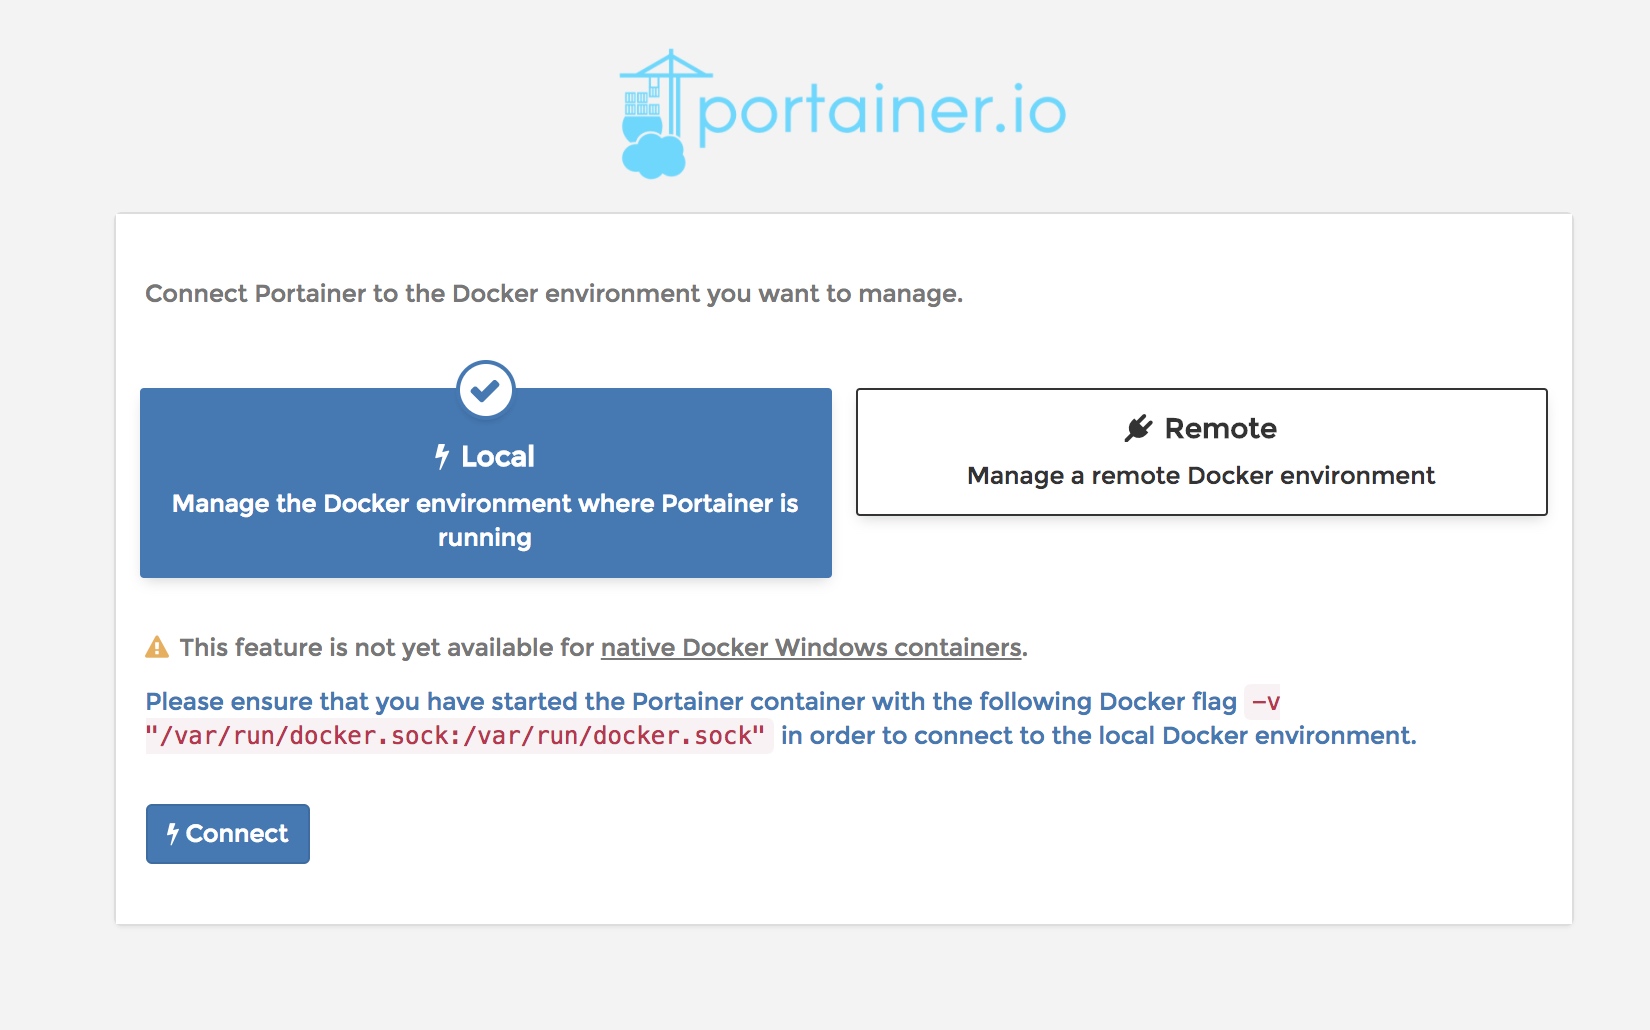 portainer.io
Connect Portainer to the Docker environment you want to manage.
Local
Manage the Docker environment where Portainer is
running
Remote
Manage a remote Docker environment
This feature is not yet available for native Docker Windows containers.
Please ensure that you have started the Portainer container with the following Docker flag -v
"/var/run/docker.sock:/var/run/docker.sock" in order to connect to the local Docker environment.
Connect